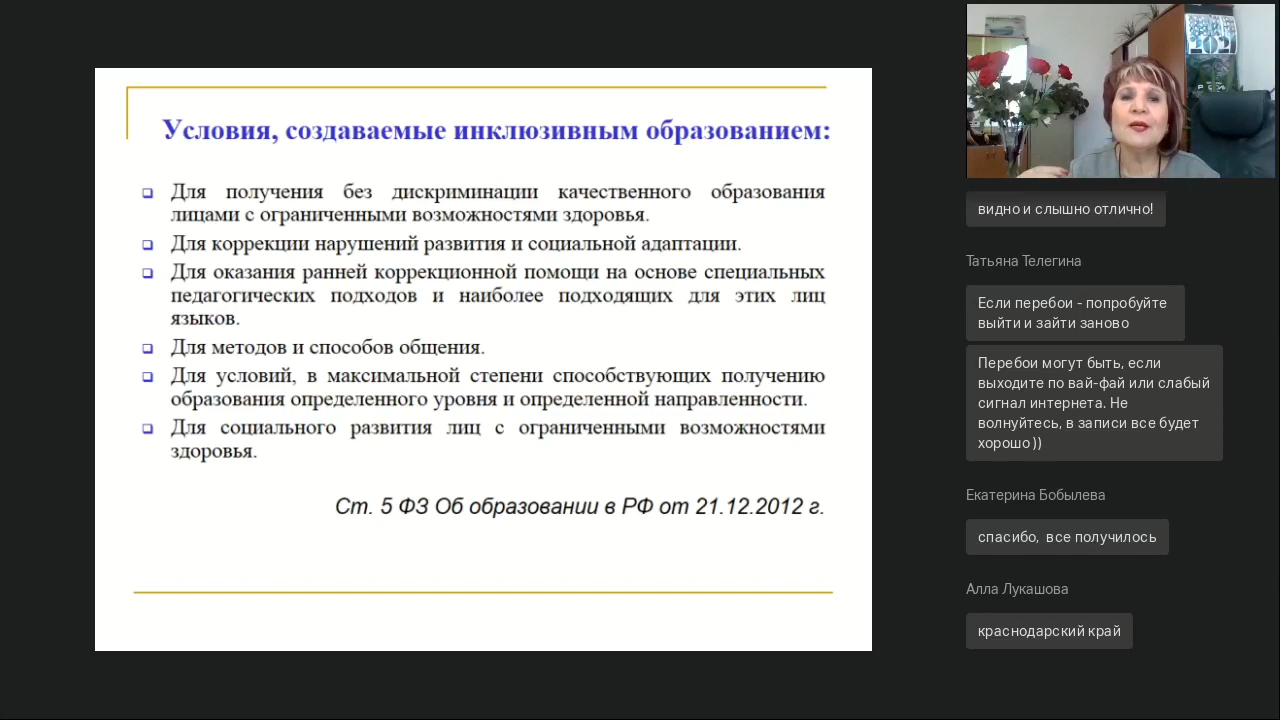 Условия, создаваемые инклюзивным образованием:
Для получения без дискриминации качественного образования
лицами с ограниченными возможностями здоровья.
Для коррекции нарушений развития и социальной адаптации.
Для оказания ранней коррекционной помощи на основе специальных
педагогических подходов и наиболее подходящих для этих лиц
языков.
Для методов и способов общения.
Для условий, в максимальной степени способствующих получению
образования определенного уровня и определенной направленности.
Для социального развития лиц с ограниченными возможностями
здоровья.
Ст. 5 ФЗ Об образовании в РФ от 21.12.2012 г.
видно и слышно отлично!
Татьяна Телегина
Если перебои - попробуйте
выйти и зайти заново
Перебои могут быть, если
выходите по вай-фай или слабый
сигнал интернета. Не
волнуйтесь, в записи все будет
хорошо ))
Екатерина Бобылева
спасибо, все получилось
Алла Лукашова
краснодарский край